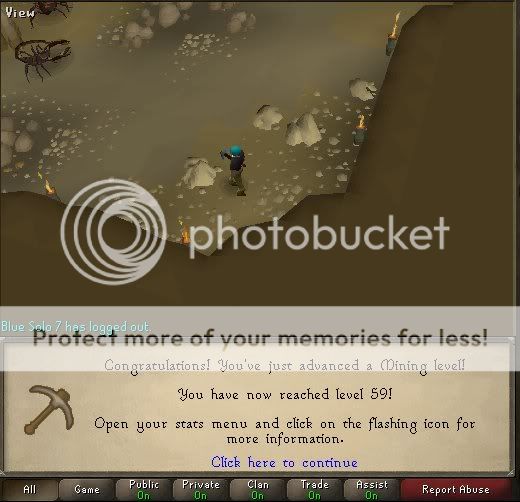 View
photobucket
Blue Solo 7 has logged out.
Protect more of your memories for less!
Congratulations! You've just advanced a Mining level!
You have now reached level 59!
Open your stats menu and click on the flashing icon for
more information.
Click here to continue
All
Game
Public
On
Private
On
Clan
On
Trade
On
Assist
On
Report Abuse